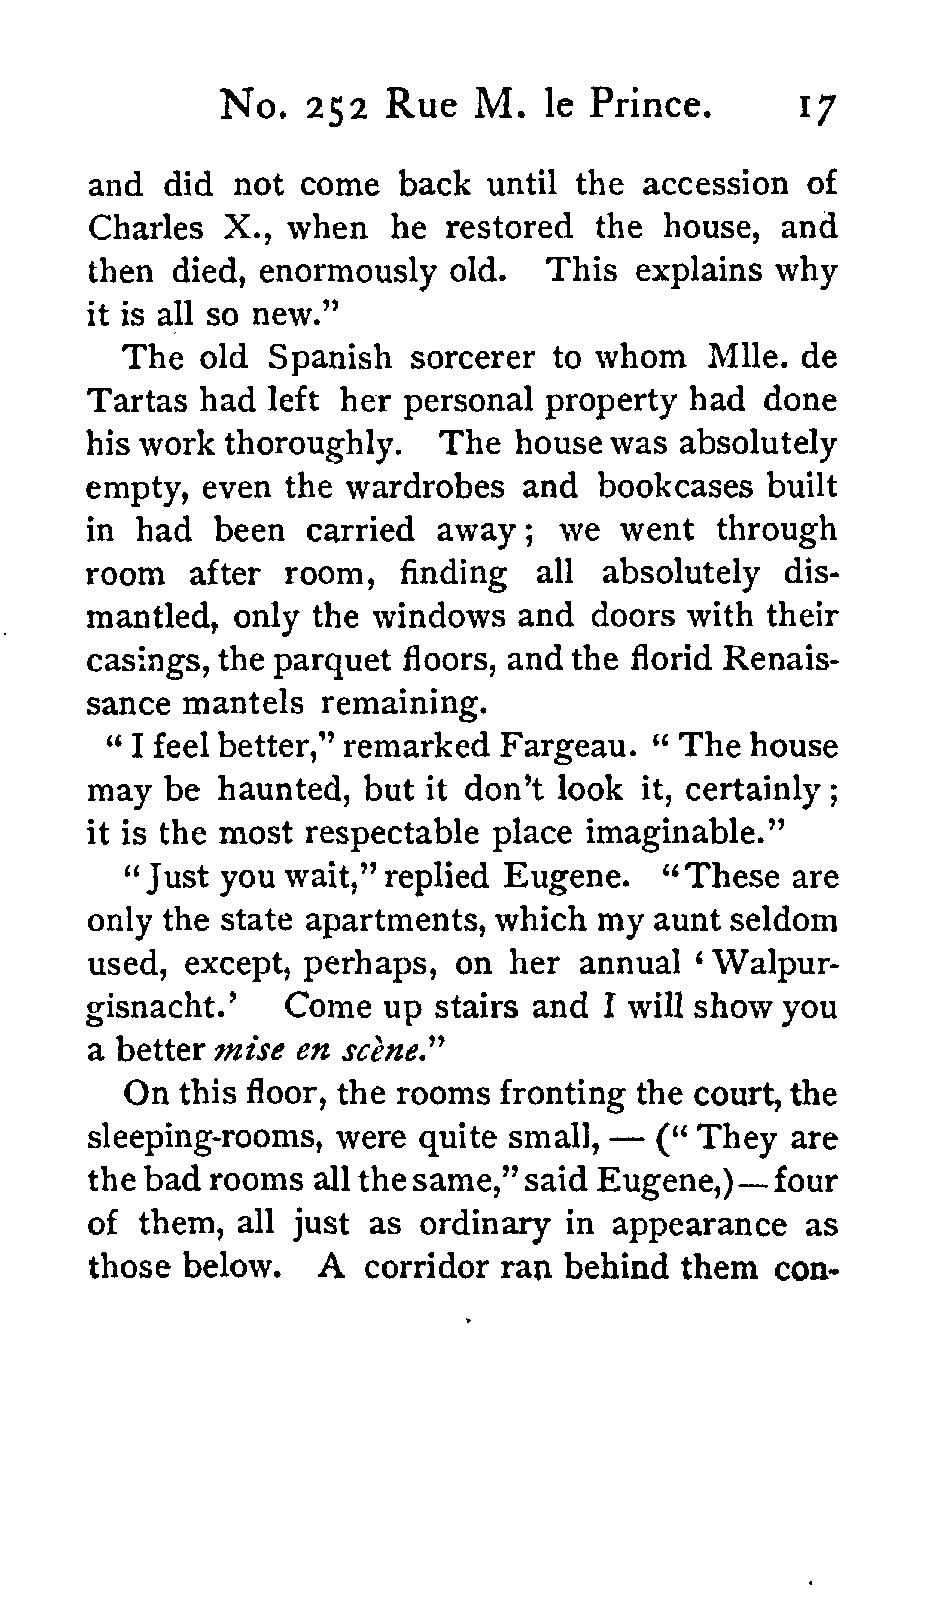 No. 252 Rue M. le Prince. 17
and did not come back until the accession of
Charles X., when he restored the house, and
then died, enormously old. This explains why
it is all so new."
The old Spanish sorcerer to whom Mlle. de
Tartas had left her personal property had done
his work thoroughly. The house was absolutely
empty, even the wardrobes and bookcases built
in had been carried away; we went through
room after room, finding all absolutely dis-
mantled, only the windows and doors with their
casings, the parquet floors, and the florid Renais-
sance mantels remaining.
"I feel better," remarked Fargeau. "The house
may be haunted, but it don't look it, certainly;
it is the most respectable place imaginable."
"Just you wait," replied Eugene. "These are
only the state apartments, which my aunt seldom
used, except, perhaps, on her annual 'Walpur-
gisnacht.' Come up stairs and I will show you
a better mise en scène."
On this floor, the rooms fronting the court, the
sleeping-rooms, were quite small, — ("They are
the bad rooms all the same," said Eugene,) — four
of them, all just as ordinary in appearance as
those below. A corridor ran behind them con-